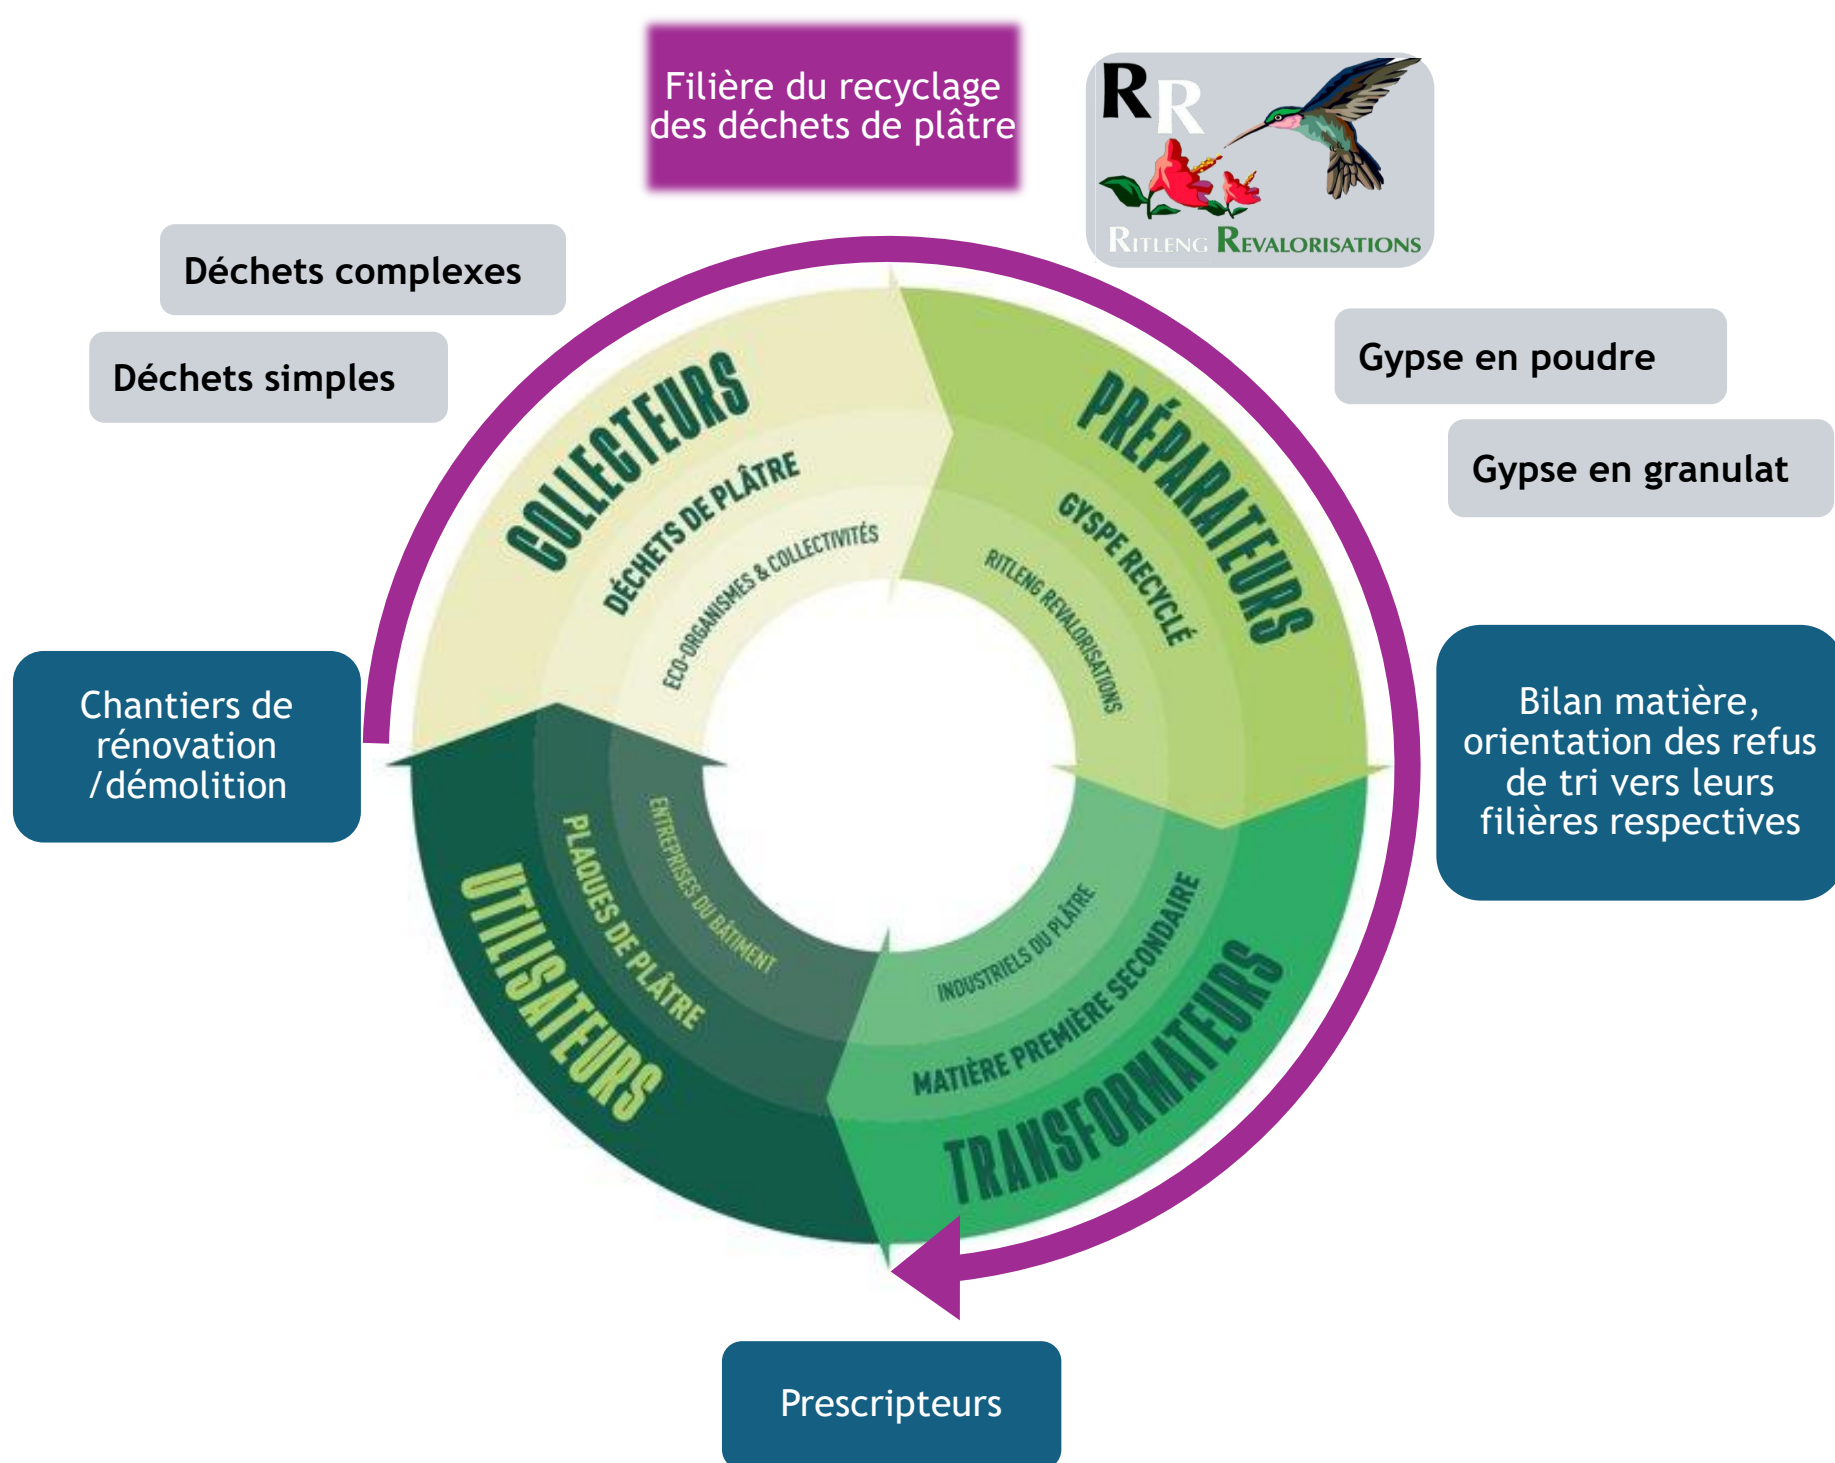 Filière du recyclage
des déchets de plâtre
R R
RITLENG REVALORISATIONS
Déchets complexes
Déchets simples
Gypse en poudre
Gypse en granulat
COLLECTEURS
DÉCHETS DE PLÂTRE
ECO-ORGANISMES & COLLECTIVITÉS
PRÉPARATEURS
GYSPE RECYCLÉ
RITLENG REVALORISATIONS
Chantiers de
rénovation
/démolition
Bilan matière,
orientation des refus
de tri vers leurs
filières respectives
UTILISATEURS
PLAQUES DE PLÂTRE
ENTREPRISES DU BÂTIMENT
INDUSTRIELS DU PLÂTRE
MATIÈRE PREMIÈRE SECONDAIRE
TRANSFORMATEURS
Prescripteurs